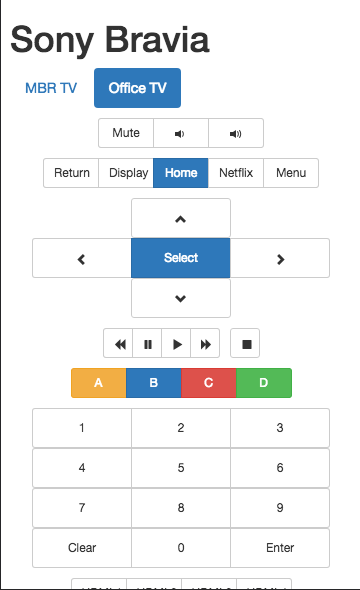 Sony Bravia
MBR TV Office TV
Mute
Return Display Home Netflix Menu
Select
A B C D
1 2 3
4 5 6
7 8 9
Clear 0 Enter